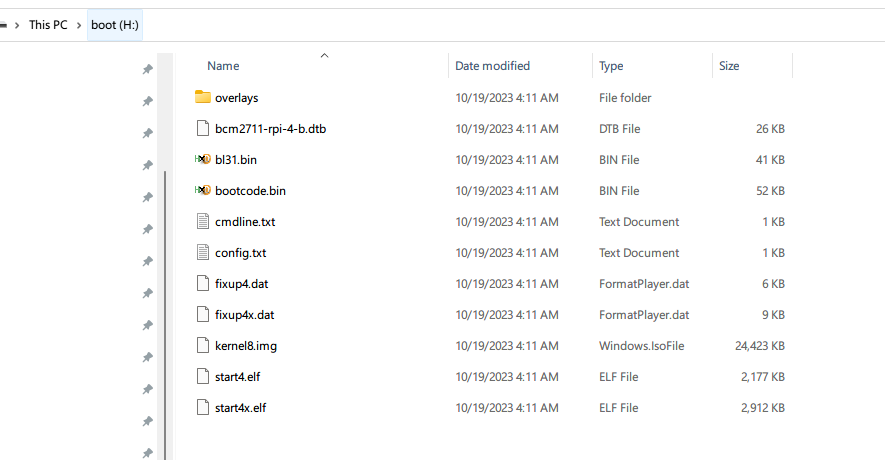 This PC > boot (H:)
Name Date modified Type Size
overlays 10/19/2023 4:11 AM File folder
bcm2711-rpi-4-b.dtb 10/19/2023 4:11 AM DTB File 26 KB
bl31.bin 10/19/2023 4:11 AM BIN File 41 KB
bootcode.bin 10/19/2023 4:11 AM BIN File 52 KB
cmdline.txt 10/19/2023 4:11 AM Text Document 1 KB
config.txt 10/19/2023 4:11 AM Text Document 1 KB
fixup4.dat 10/19/2023 4:11 AM FormatPlayer.dat 6 KB
fixup4x.dat 10/19/2023 4:11 AM FormatPlayer.dat 9 KB
kernel8.img 10/19/2023 4:11 AM Windows.IsoFile 24,423 KB
start4.elf 10/19/2023 4:11 AM ELF File 2,177 KB
start4x.elf 10/19/2023 4:11 AM ELF File 2,912 KB